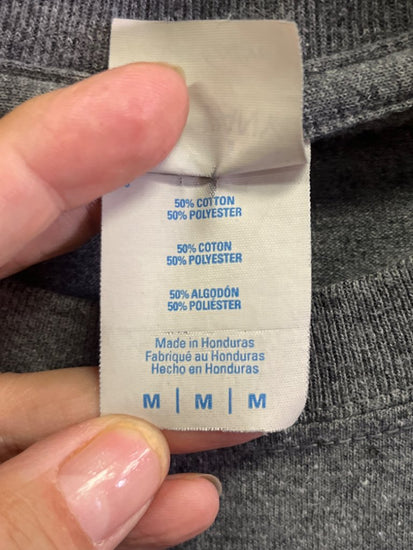 50% COTTON
50% POLYESTER
50% COTON
50% POLYESTER
50% ALGODÓN
50% POLIÉSTER
Made in Honduras
Fabriqué au Honduras
Hecho en Honduras
M | M | M